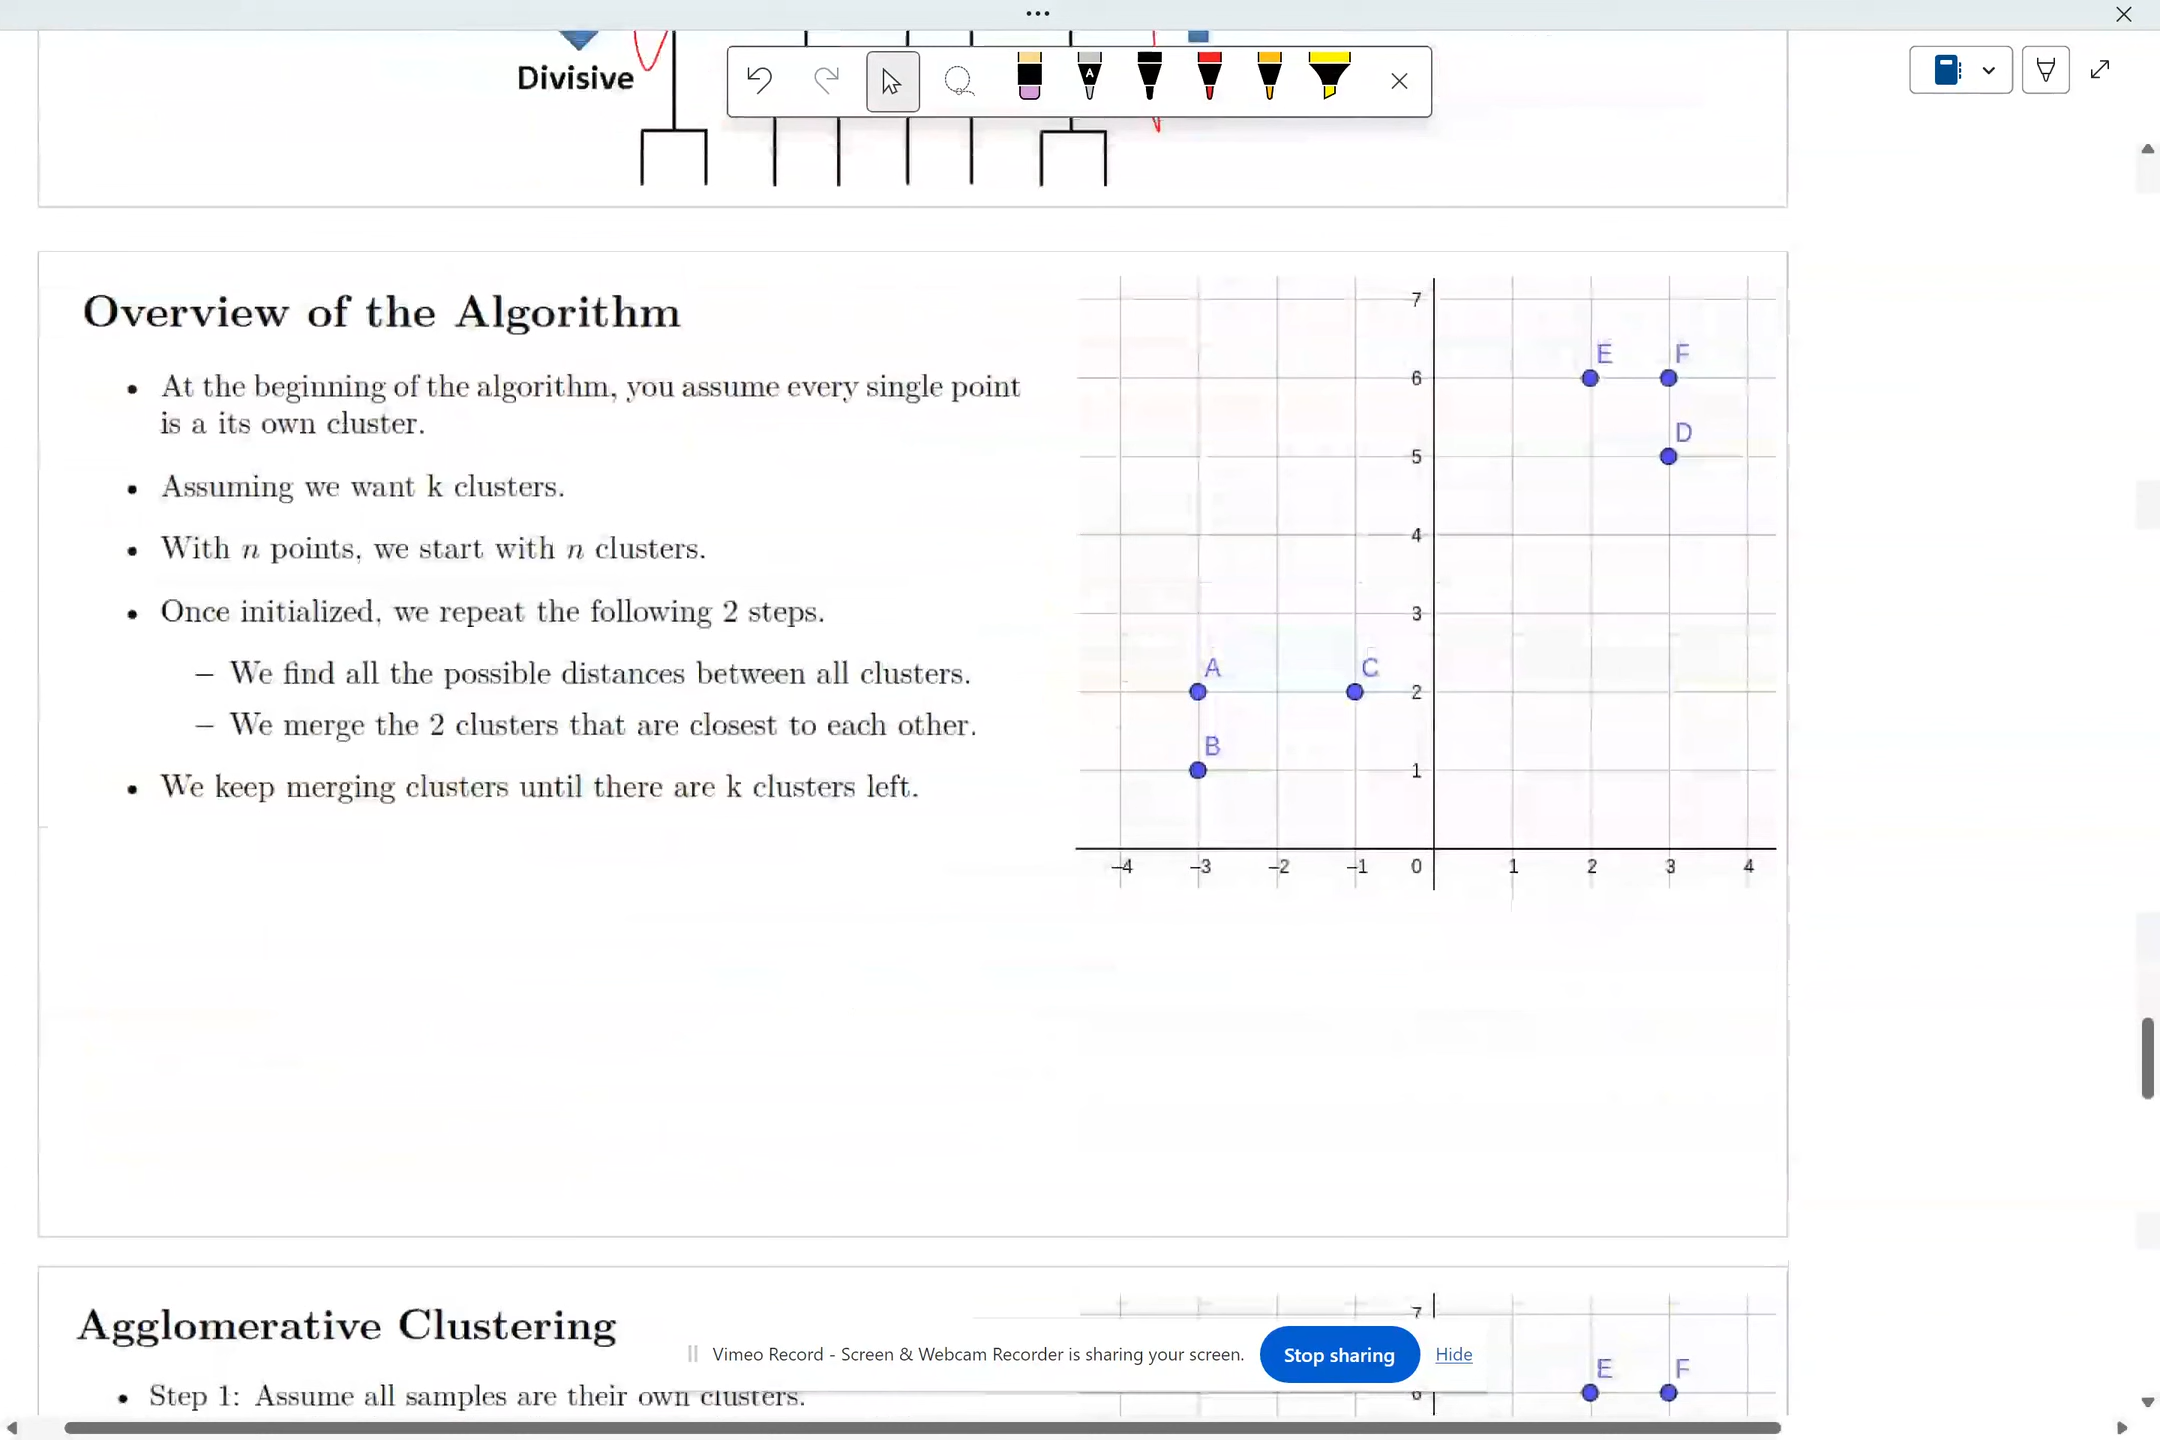 Divisive
A
Overview of the Algorithm
• At the beginning of the algorithm, you assume every single point
is a its own cluster.
• Assuming we want k clusters.
• With n points, we start with n clusters.
• Once initialized, we repeat the following 2 steps.
– We find all the possible distances between all clusters.
– We merge the 2 clusters that are closest to each other.
• We keep merging clusters until there are k clusters left.
7
E F
6
D
5
4
3
A C
2
B
1
−4 −3 −2 −1 0 1 2 3 4
Agglomerative Clustering
• Step 1: Assume all samples are their own clusters.
7
E F
6
Vimeo Record - Screen & Webcam Recorder is sharing your screen.
Stop sharing
Hide